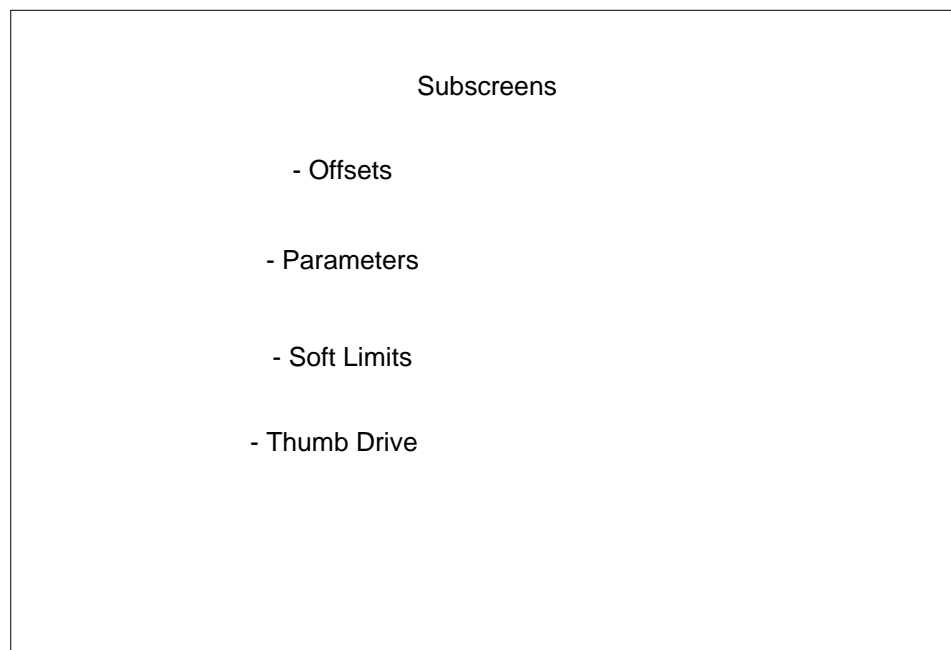 Subscreens
- Offsets
- Parameters
- Soft Limits
- Thumb Drive